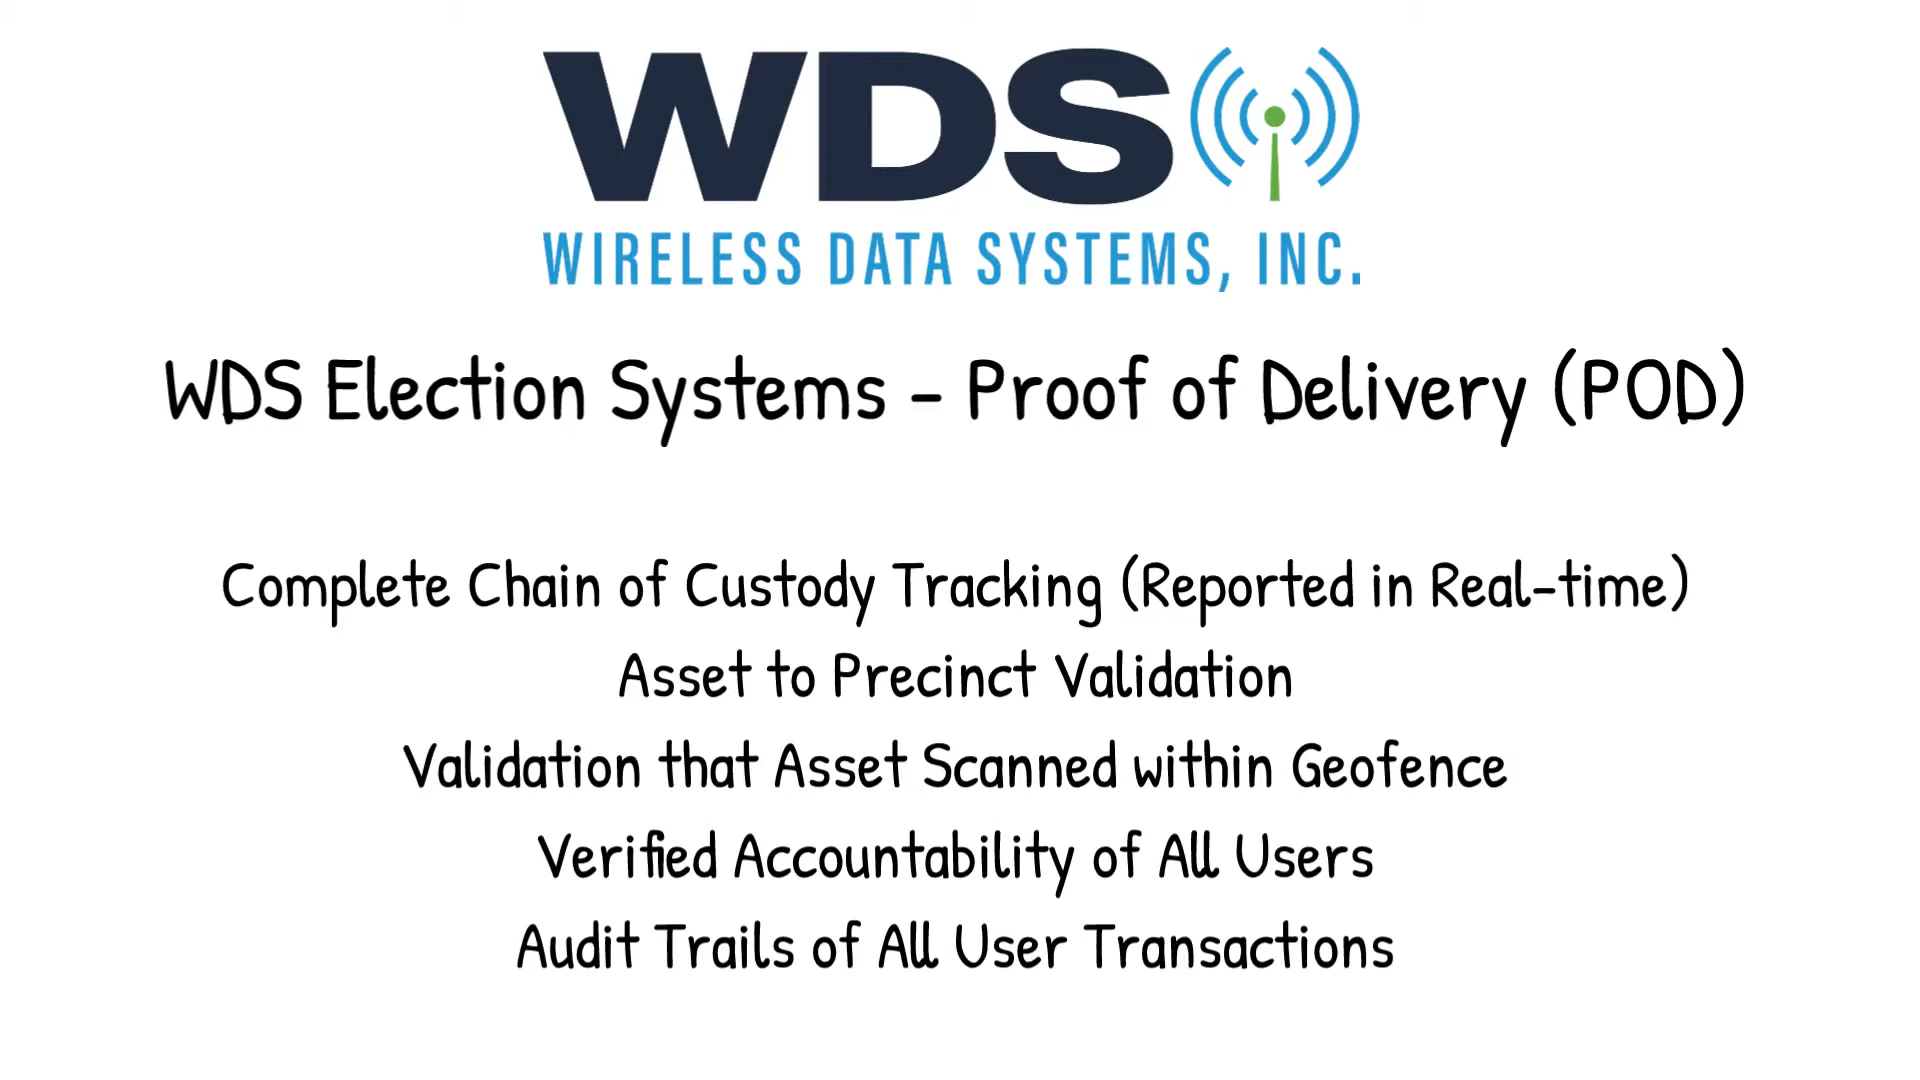 WDS
WIRELESS DATA SYSTEMS, INC.
WDS Election Systems - Proof of Delivery (POD)
Complete Chain of Custody Tracking (Reported in Real-time)
Asset to Precinct Validation
Validation that Asset Scanned within Geofence
Verified Accountability of All Users
Audit Trails of All User Transactions